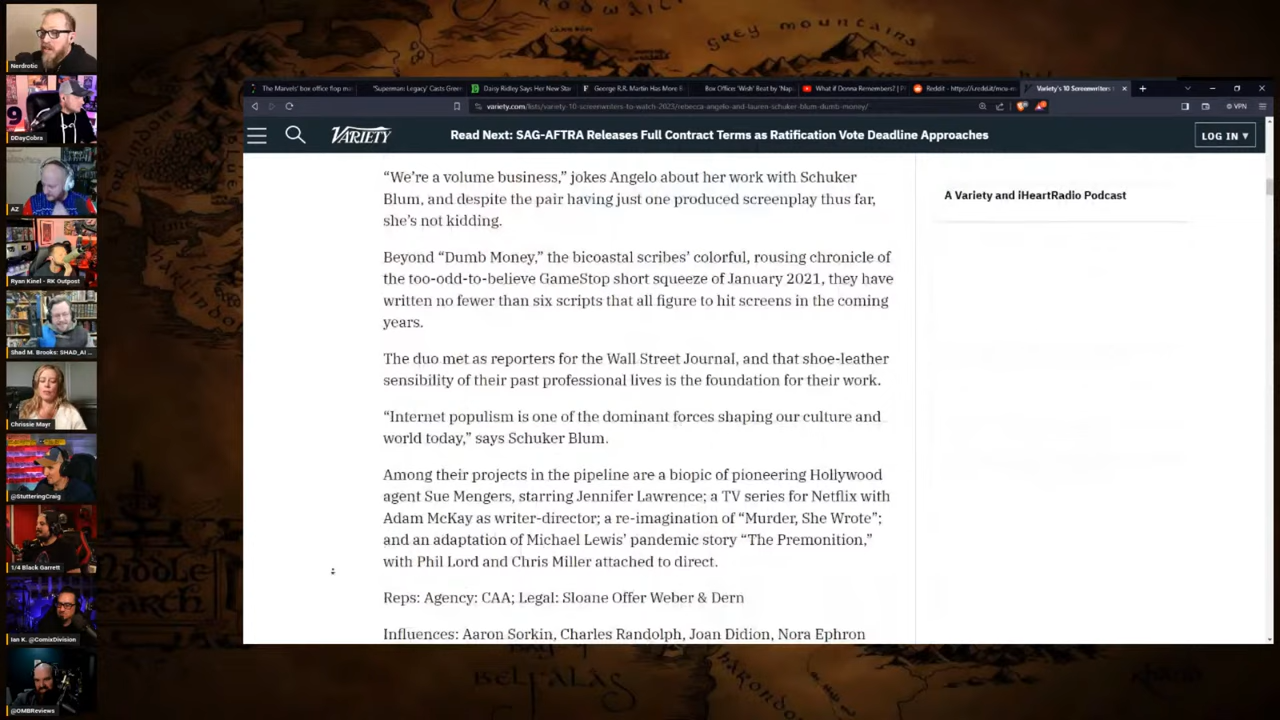 Nerdrotic
DDayCobra
AZ
Ryan Kinel - RK Outpost
Shad M. Brooks: SHAD_AI ...
Chrissie Mayr
@StutteringCraig
1/4 Black Garrett
Ian K. @ComixDivision
@OMBReviews
GREY MOUNTAINS
The Marvels' box office flop ma
'Superman: Legacy' Casts Green
Daisy Ridley Says Her New Star
George R.R. Martin Has More
Box Office: 'Wish' Beat by 'Nap
What if Donna Remembers? | P
Reddit - https://i.redd.it/mcu-m
Variety's 10 Screenwriters t
variety.com/lists/variety-10-screenwriters-to-watch-2023/rebecca-angelo-and-lauren-schuker-blum-dumb-money/
VPN
VARIETY
Read Next: SAG-AFTRA Releases Full Contract Terms as Ratification Vote Deadline Approaches
LOG IN ▾
“We’re a volume business,” jokes Angelo about her work with Schuker
Blum, and despite the pair having just one produced screenplay thus far,
she’s not kidding.
Beyond “Dumb Money,” the bicoastal scribes’ colorful, rousing chronicle of
the too-odd-to-believe GameStop short squeeze of January 2021, they have
written no fewer than six scripts that all figure to hit screens in the coming
years.
The duo met as reporters for the Wall Street Journal, and that shoe-leather
sensibility of their past professional lives is the foundation for their work.
“Internet populism is one of the dominant forces shaping our culture and
world today,” says Schuker Blum.
Among their projects in the pipeline are a biopic of pioneering Hollywood
agent Sue Mengers, starring Jennifer Lawrence; a TV series for Netflix with
Adam McKay as writer-director; a re-imagination of “Murder, She Wrote”;
and an adaptation of Michael Lewis’ pandemic story “The Premonition,”
with Phil Lord and Chris Miller attached to direct.
Reps: Agency: CAA; Legal: Sloane Offer Weber & Dern
Influences: Aaron Sorkin, Charles Randolph, Joan Didion, Nora Ephron
A Variety and iHeartRadio Podcast
MIDDLE
EARTH
BELFALAS